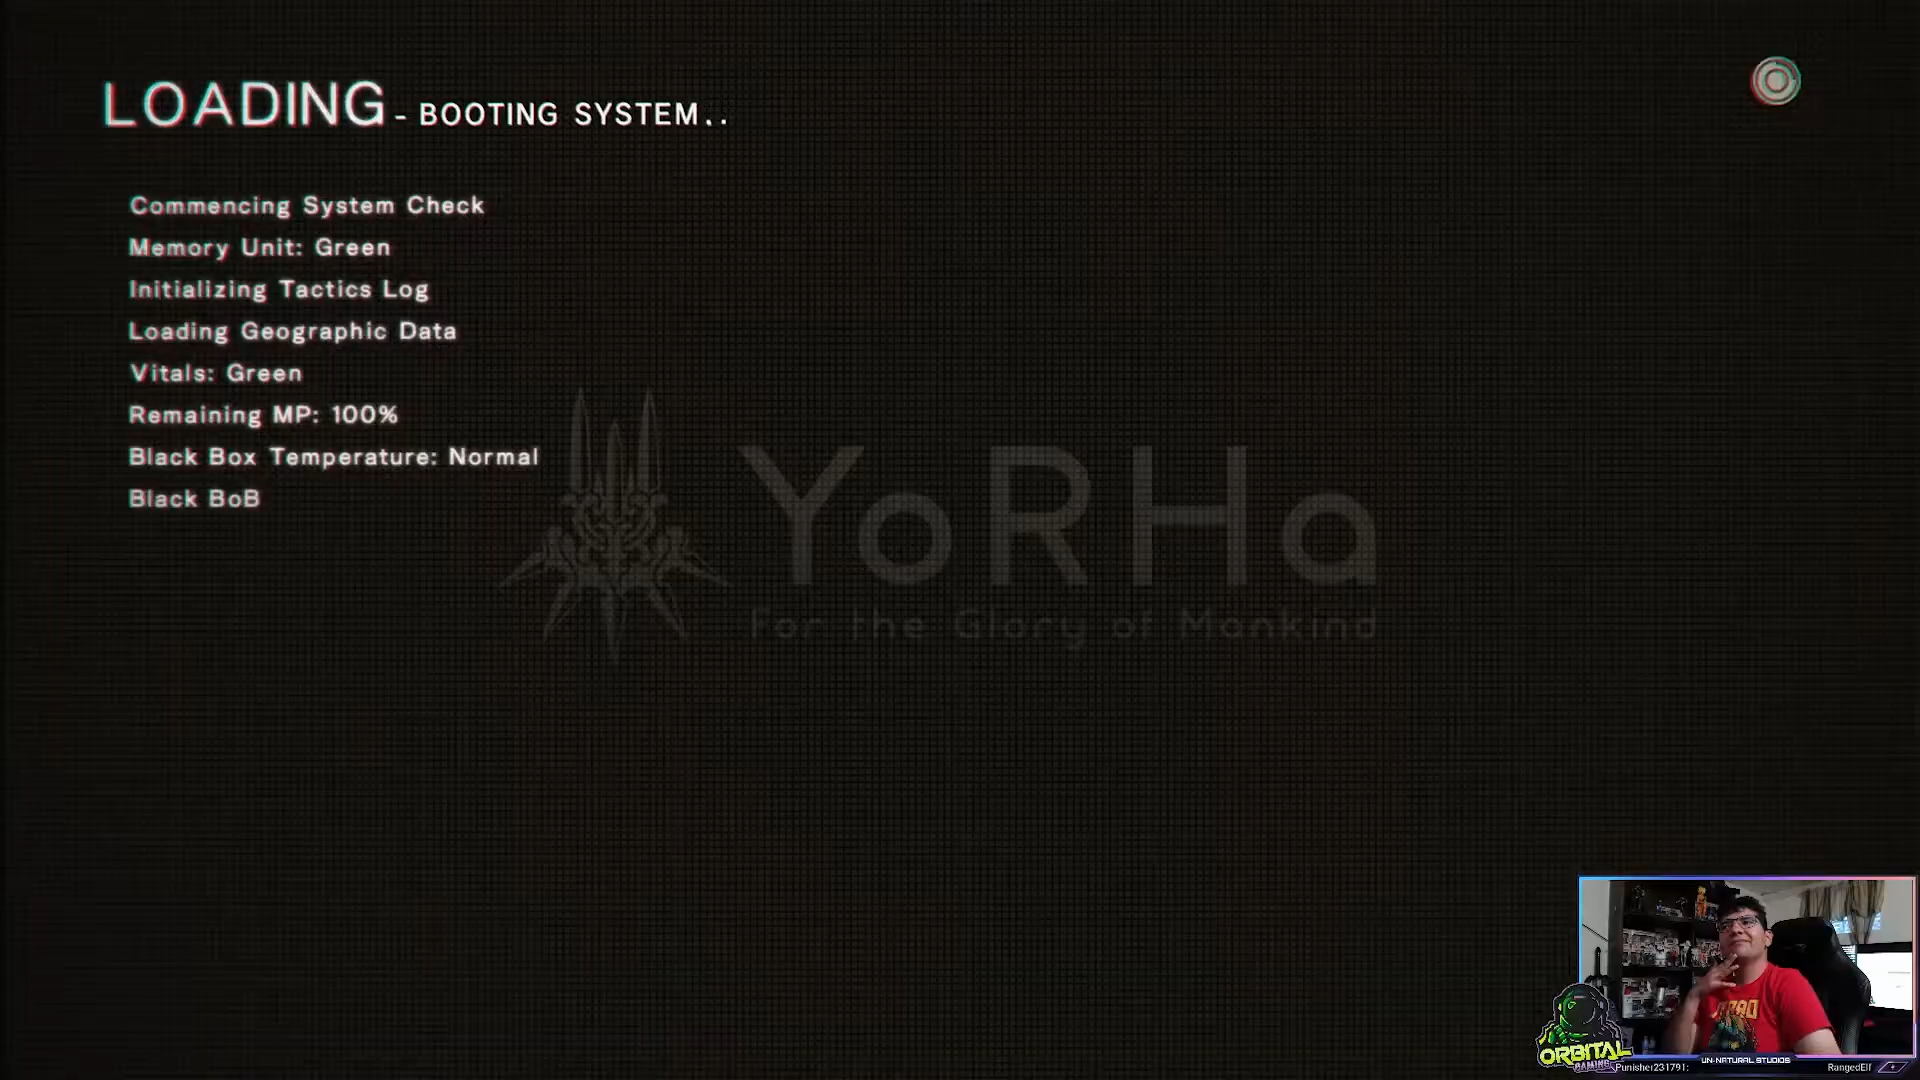 LOADING - BOOTING SYSTEM..
Commencing System Check
Memory Unit: Green
Initializing Tactics Log
Loading Geographic Data
Vitals: Green
Remaining MP: 100%
Black Box Temperature: Normal
Black BoB
YoRHa
For the Glory of Mankind
ORBITAL
GAMING
UN-NATURAL STUDIOS
Punisher231791:
RangedElf